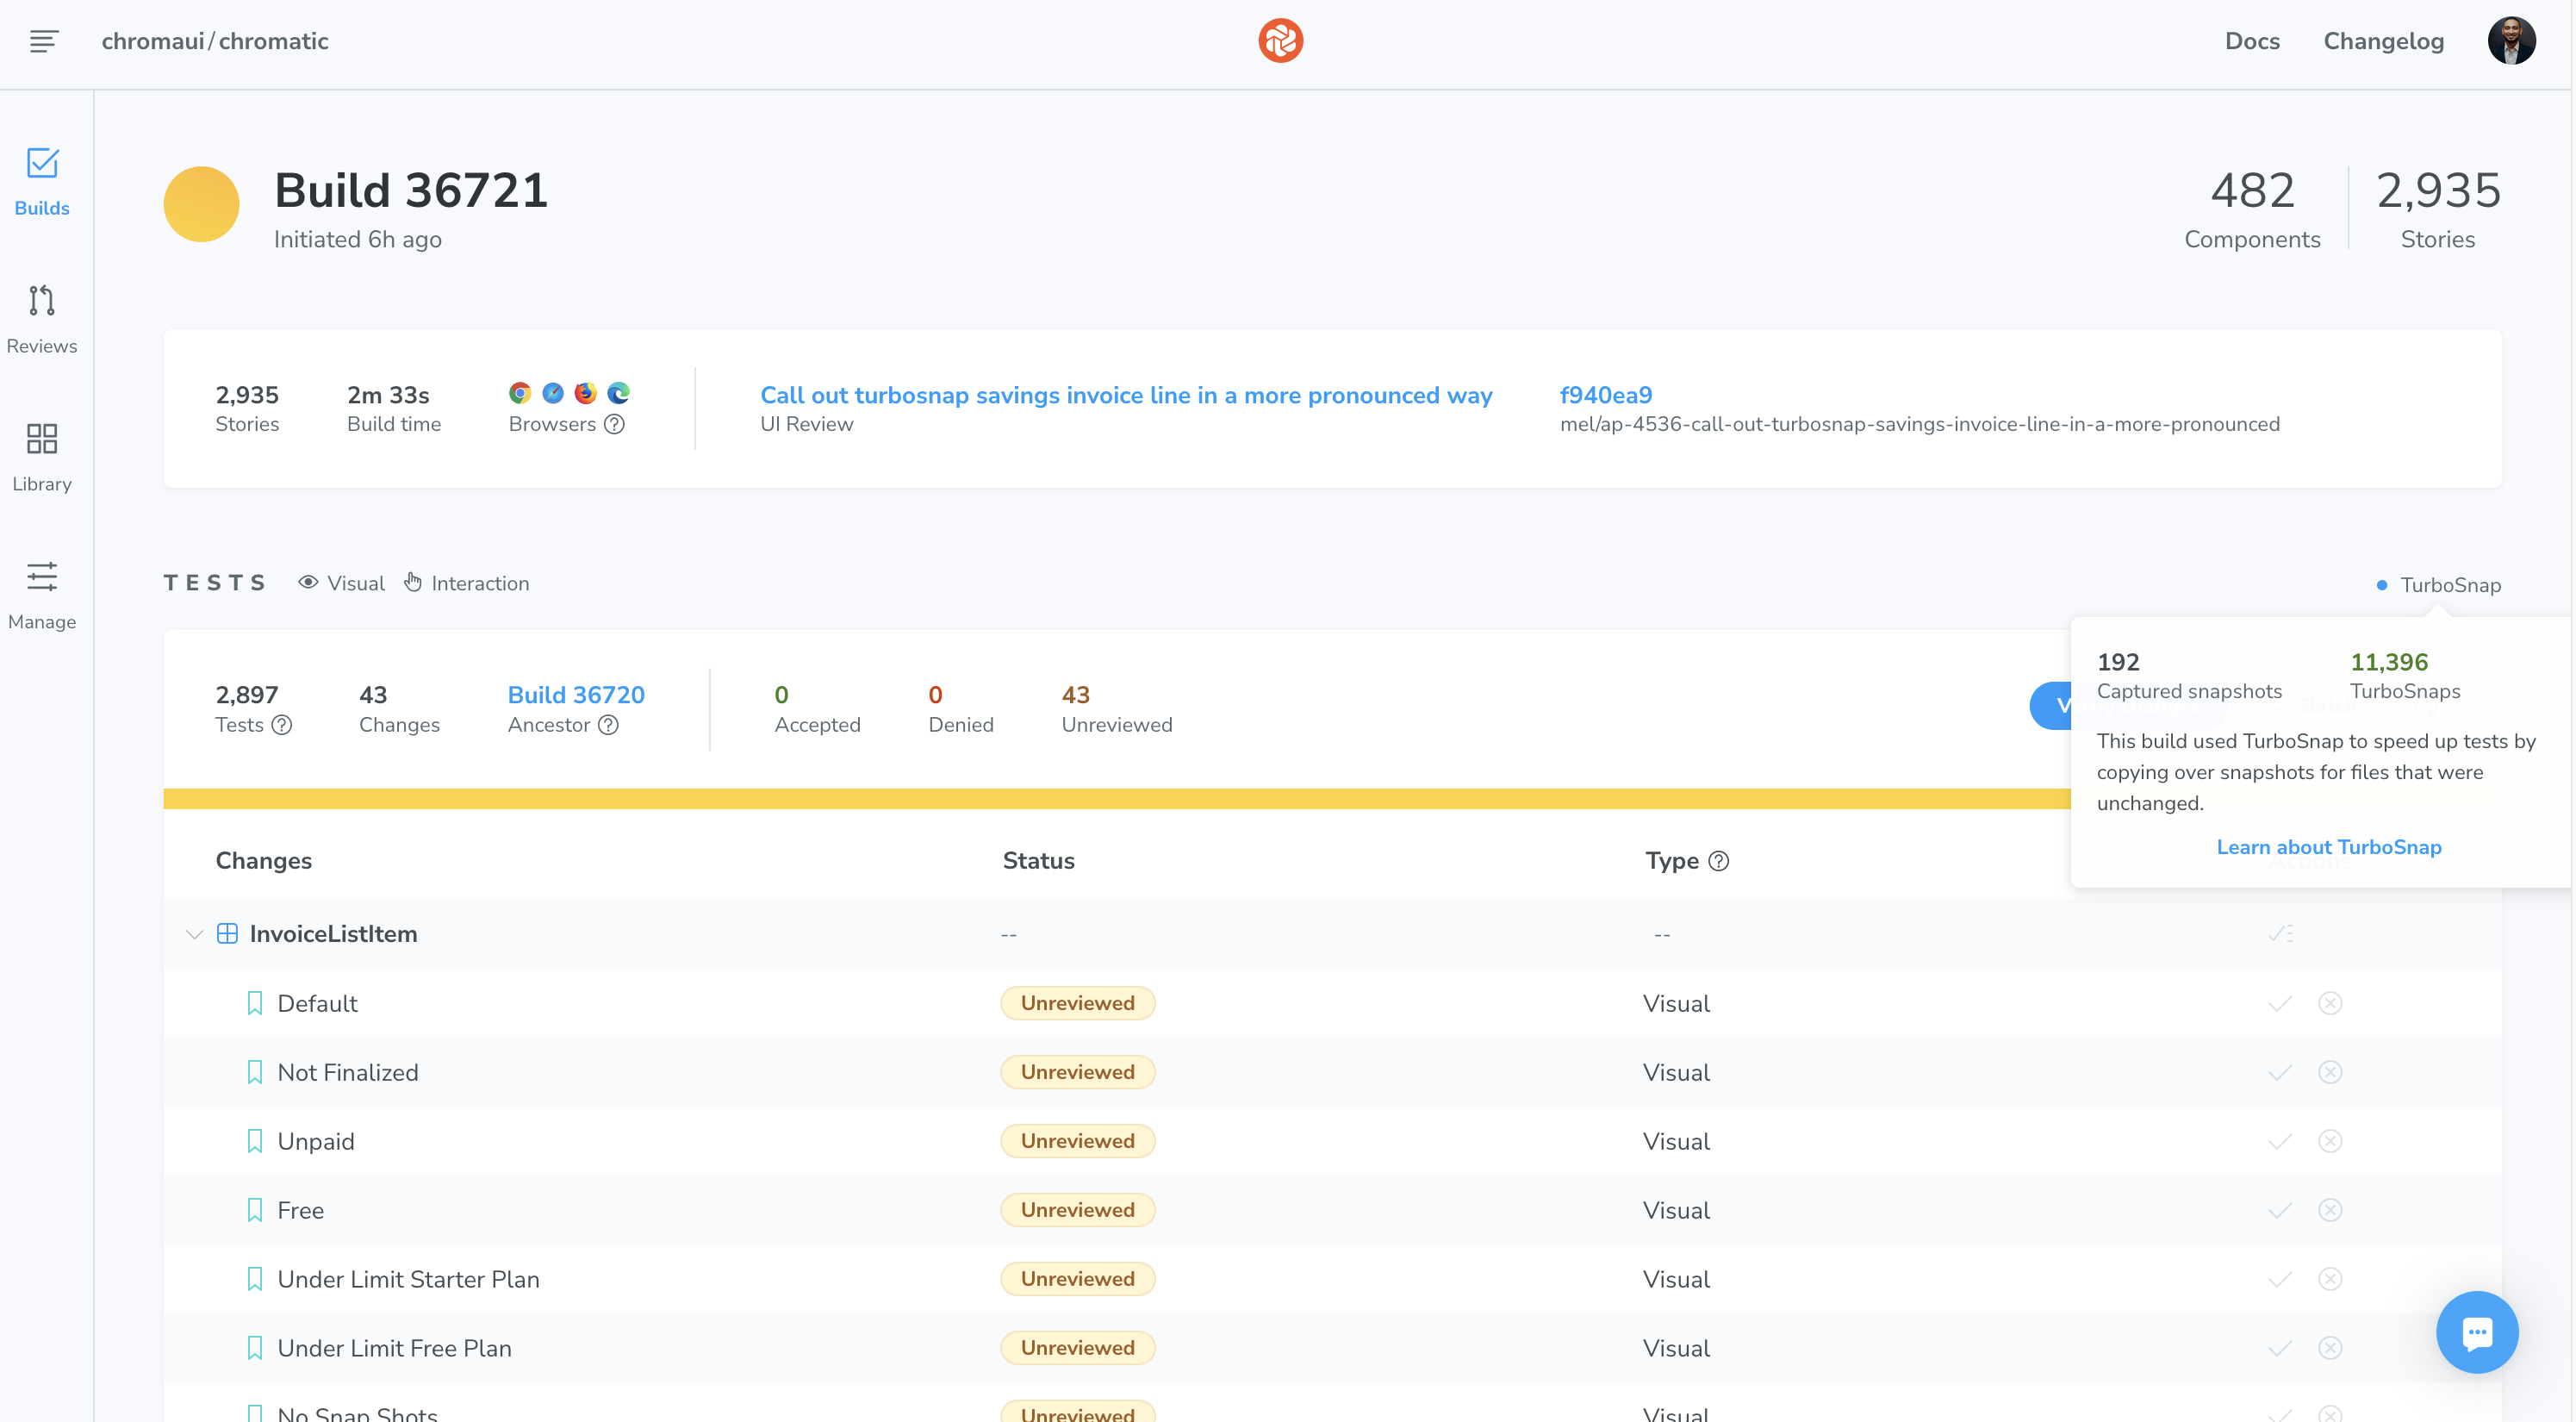 chromaui / chromatic
Docs
Changelog
Builds
Reviews
Library
Manage
Build 36721
Initiated 6h ago
482
Components
2,935
Stories
2,935
Stories
2m 33s
Build time
Browsers
Call out turbosnap savings invoice line in a more pronounced way
UI Review
f940ea9
mel/ap-4536-call-out-turbosnap-savings-invoice-line-in-a-more-pronounced
TESTS
Visual
Interaction
TurboSnap
2,897
Tests
43
Changes
Build 36720
Ancestor
0
Accepted
0
Denied
43
Unreviewed
192
Captured snapshots
11,396
TurboSnaps
This build used TurboSnap to speed up tests by
copying over snapshots for files that were
unchanged.
Learn about TurboSnap
Changes
Status
Type
InvoiceListItem
--
--
Default
Unreviewed
Visual
Not Finalized
Unreviewed
Visual
Unpaid
Unreviewed
Visual
Free
Unreviewed
Visual
Under Limit Starter Plan
Unreviewed
Visual
Under Limit Free Plan
Unreviewed
Visual
No Snap Shots
Unreviewed
Visual